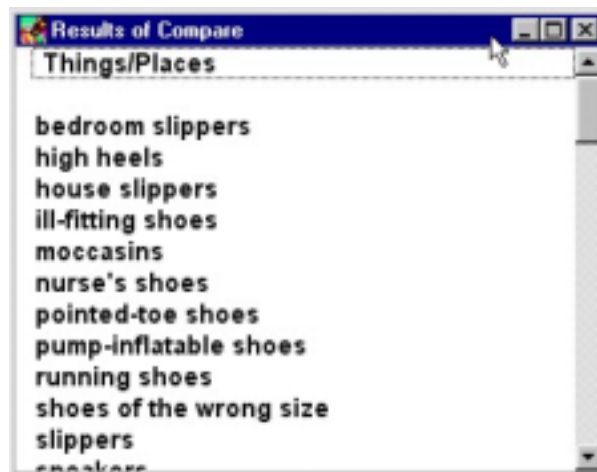 Results of Compare
Things/Places
bedroom slippers
high heels
house slippers
ill-fitting shoes
moccasins
nurse's shoes
pointed-toe shoes
pump-inflatable shoes
running shoes
shoes of the wrong size
slippers
sneakers